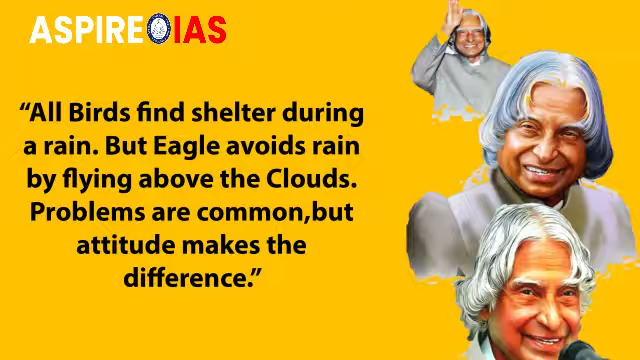 ASPIRE IAS
“All Birds find shelter during
a rain. But Eagle avoids rain
by flying above the Clouds.
Problems are common,but
attitude makes the
difference.”